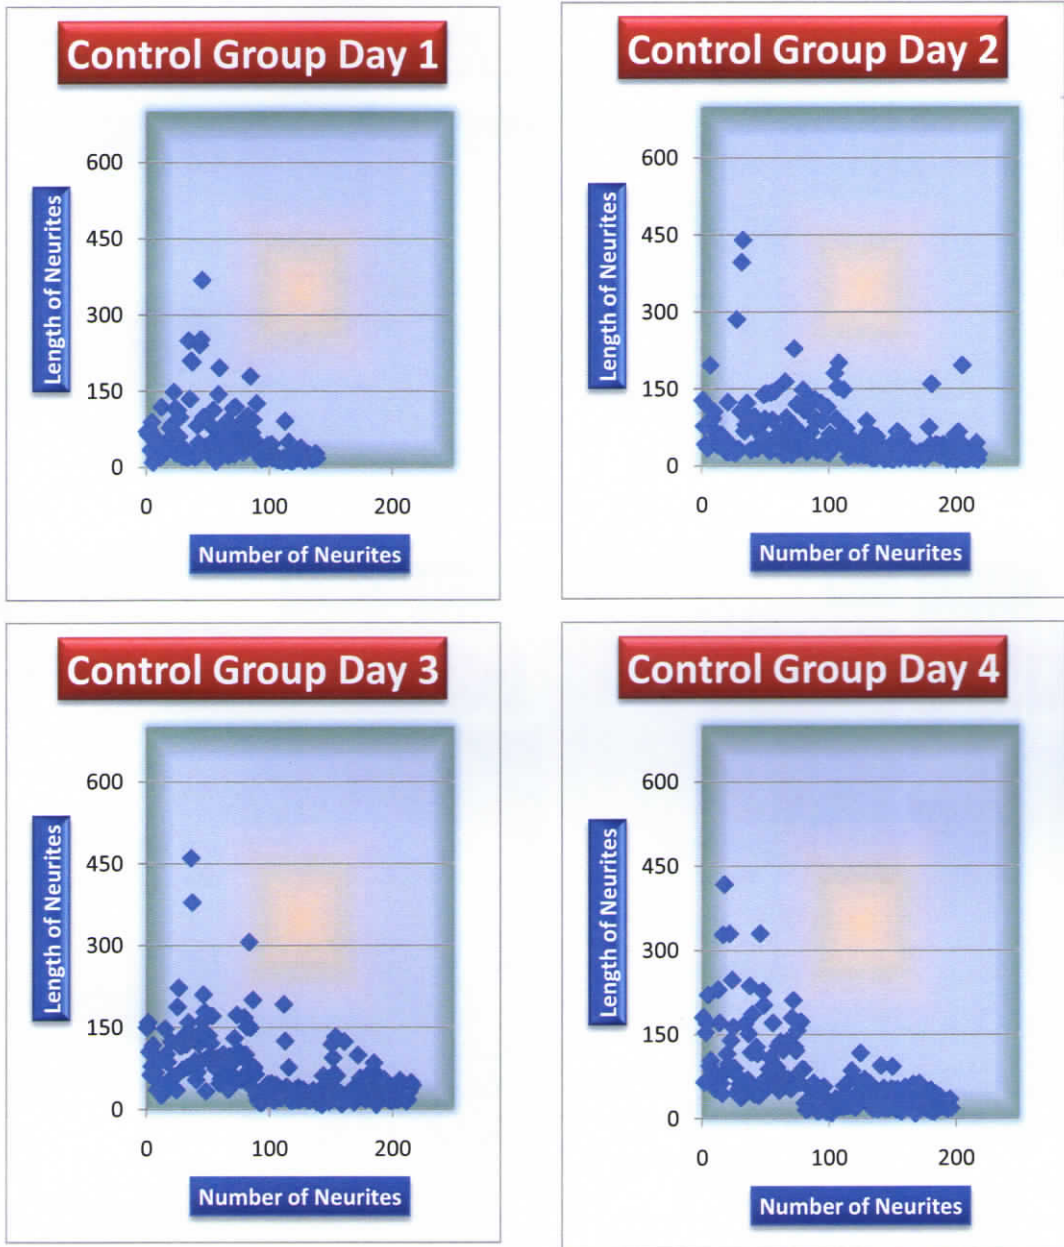 Control Group Day 1
600
450
300
150
0
0 100 200
Length of Neurites
Number of Neurites
Control Group Day 2
600
450
300
150
0
0 100 200
Length of Neurites
Number of Neurites
Control Group Day 3
600
450
300
150
0
0 100 200
Length of Neurites
Number of Neurites
Control Group Day 4
600
450
300
150
0
0 100 200
Length of Neurites
Number of Neurites